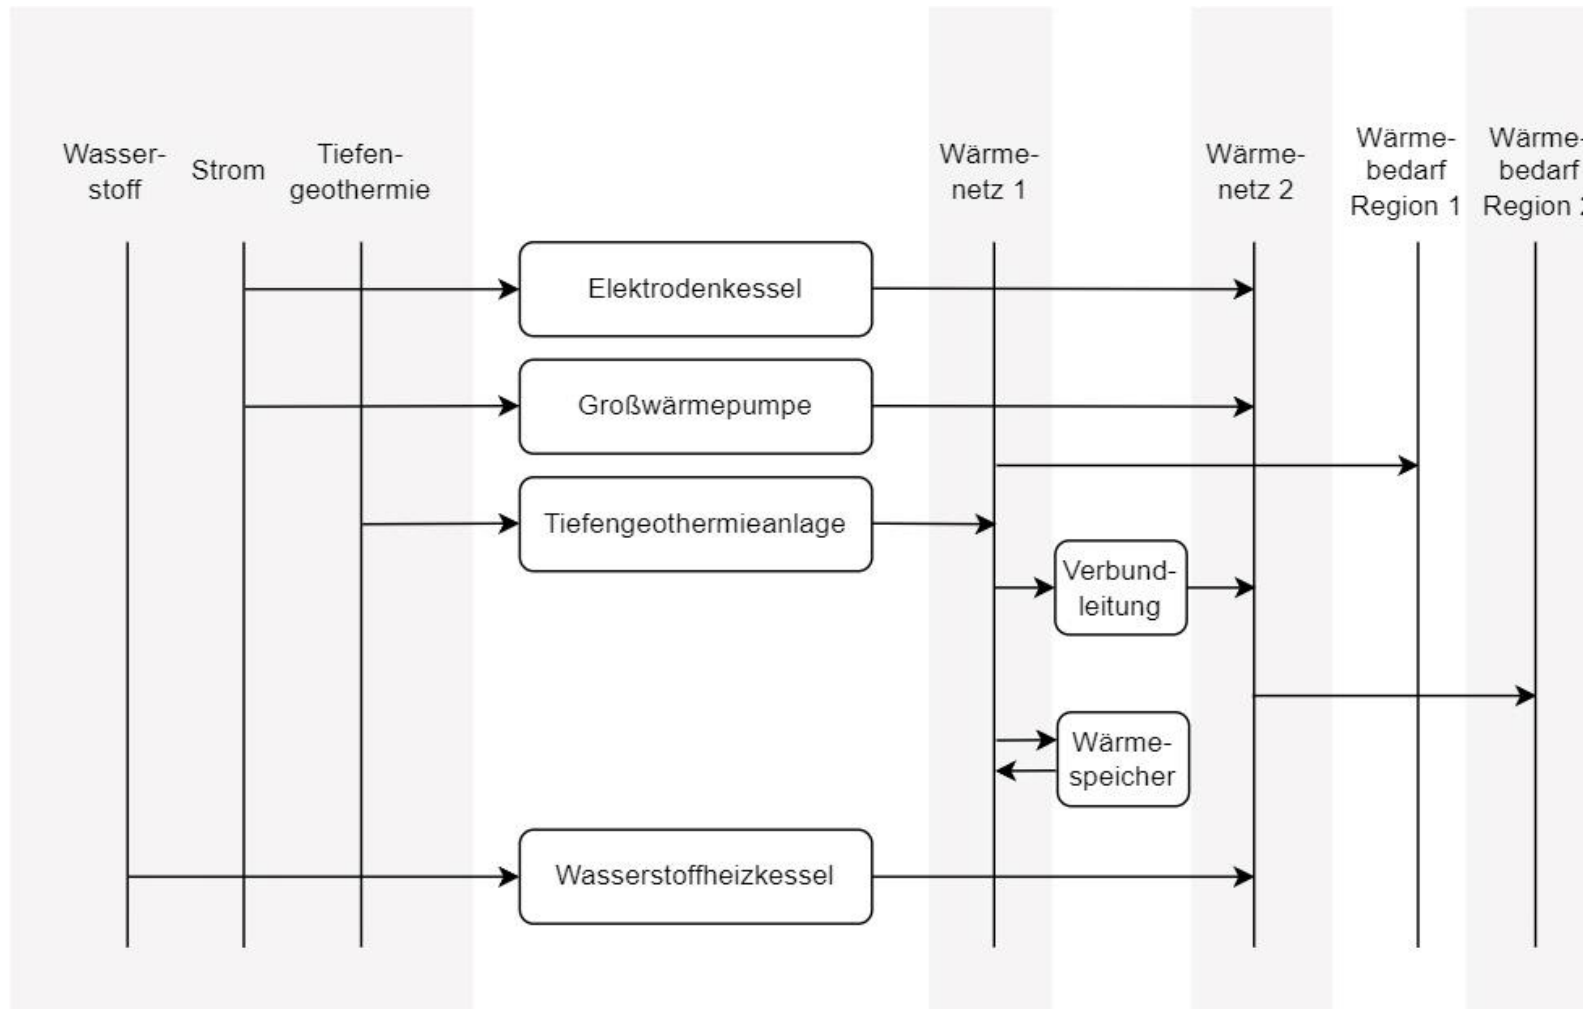 Wasser-
stoff
Strom
Tiefen-
geothermie
Wärme-
netz 1
Wärme-
netz 2
Wärme-
bedarf
Region 1
Wärme-
bedarf
Region 2
Elektrodenkessel
Großwärmepumpe
Tiefengeothermieanlage
Verbund-
leitung
Wärme-
speicher
Wasserstoffheizkessel